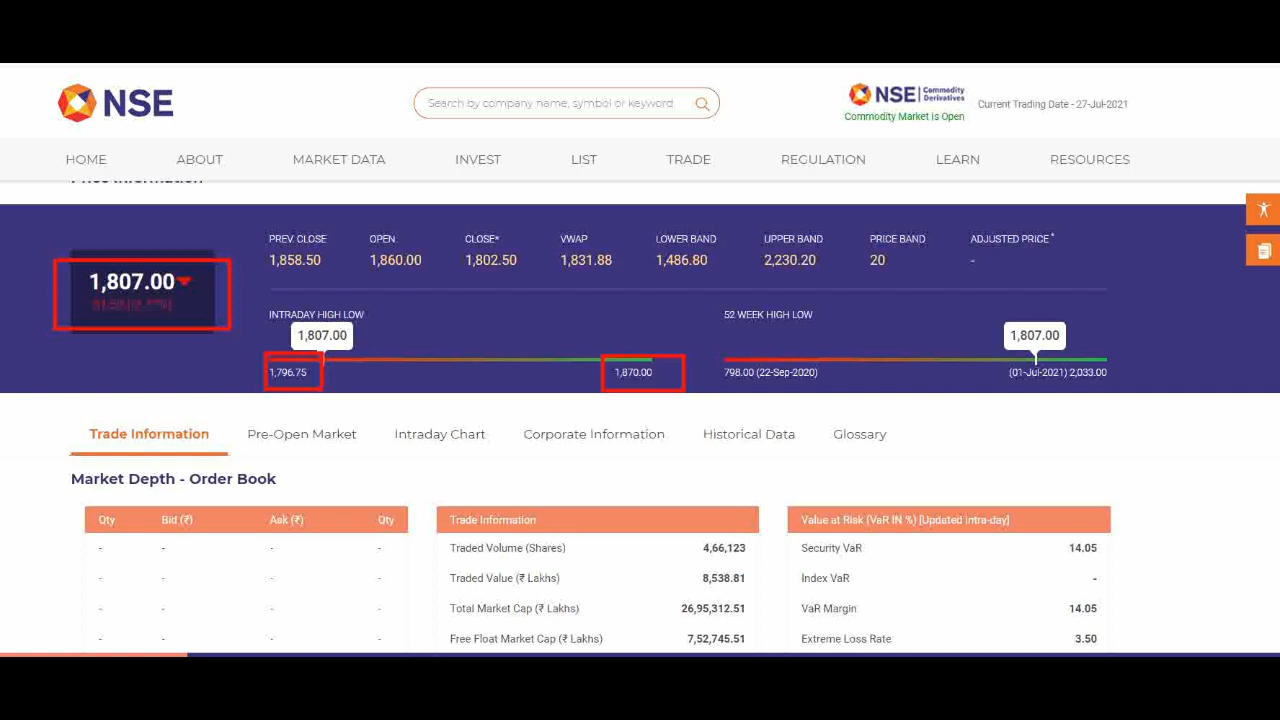 NSE
Search by company name, symbol or keyword
NSE | Commodity Derivatives
Commodity Market is Open
Current Trading Date - 27-Jul-2021
HOME ABOUT MARKET DATA INVEST LIST TRADE REGULATION LEARN RESOURCES
PREV. CLOSE OPEN CLOSE* VWAP LOWER BAND UPPER BAND PRICE BAND ADJUSTED PRICE*
1,858.50 1,860.00 1,802.50 1,831.88 1,486.80 2,230.20 20 -
1,807.00
INTRADAY HIGH LOW 52 WEEK HIGH LOW
1,807.00 1,807.00
1,796.75 1,870.00 798.00 (22-Sep-2020) (01-Jul-2021) 2,033.00
Trade Information Pre-Open Market Intraday Chart Corporate Information Historical Data Glossary
Market Depth - Order Book
Qty Bid (₹) Ask (₹) Qty Trade Information Value at Risk (VaR IN %) [Updated intra-day]
- - - - Traded Volume (Shares) 4,66,123 Security VaR 14.05
- - - - Traded Value (₹ Lakhs) 8,538.81 Index VaR -
- - - - Total Market Cap (₹ Lakhs) 26,95,312.51 VaR Margin 14.05
- - - - Free Float Market Cap (₹ Lakhs) 7,52,745.51 Extreme Loss Rate 3.50